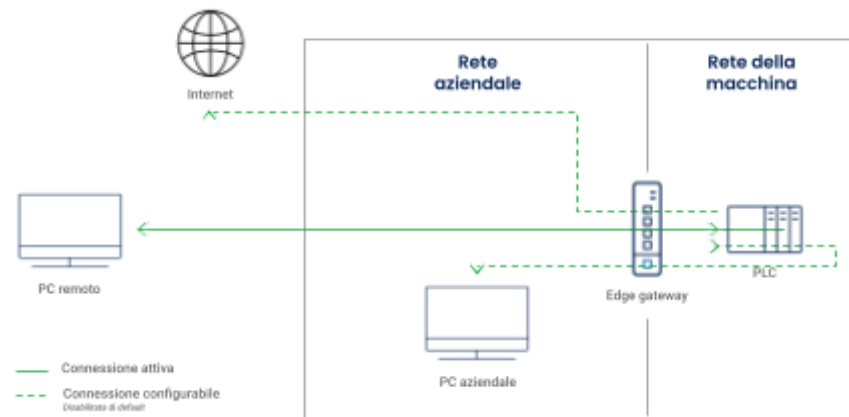 Internet
Rete
aziendale
Rete della
macchina
PC remoto
Edge gateway
PLC
PC aziendale
Connessione attiva
Connessione configurabile
Disabilitata di default